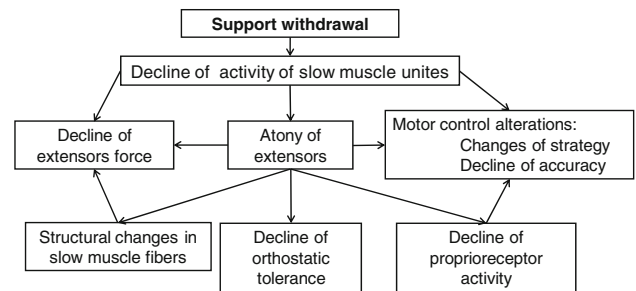 Support withdrawal
Decline of activity of slow muscle unites
Decline of
extensors force
Atony of
extensors
Motor control alterations:
Changes of strategy
Decline of accuracy
Structural changes in
slow muscle fibers
Decline of
orthostatic
tolerance
Decline of
proprioreceptor
activity